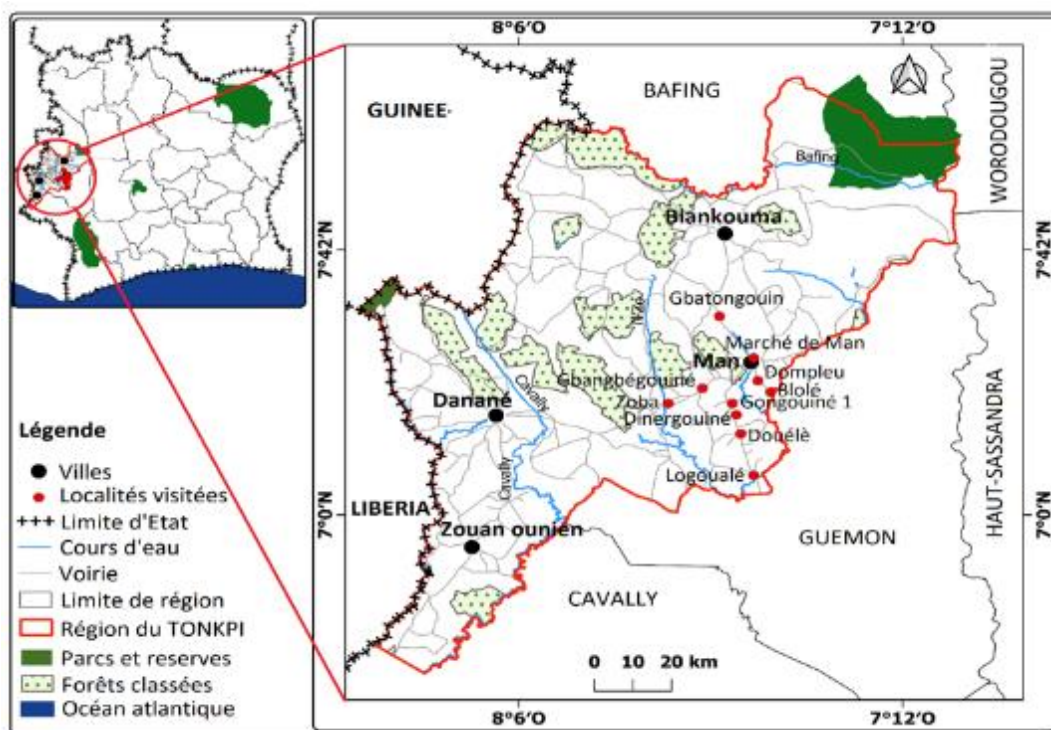 8°6′O
7°12′O
GUINEE
BAFING
WORODOUGOU
Bafing
Biankouma
7°42′N
7°42′N
Gbatongouin
N'Zo
Marché de Man
Man
Dompleu
Gbangbégouiné
Blolé
Cavally
Zoba
Gongouiné 1
Danané
Dinergouiné
Douélè
HAUT-SASSANDRA
Cavally
Logoualé
LIBERIA
7°0′N
7°0′N
Zouan ounien
GUEMON
CAVALLY
0 10 20 km
8°6′O
7°12′O
Légende
Villes
Localités visitées
Limite d'Etat
Cours d'eau
Voirie
Limite de région
Région du TONKPI
Parcs et reserves
Forêts classées
Océan atlantique